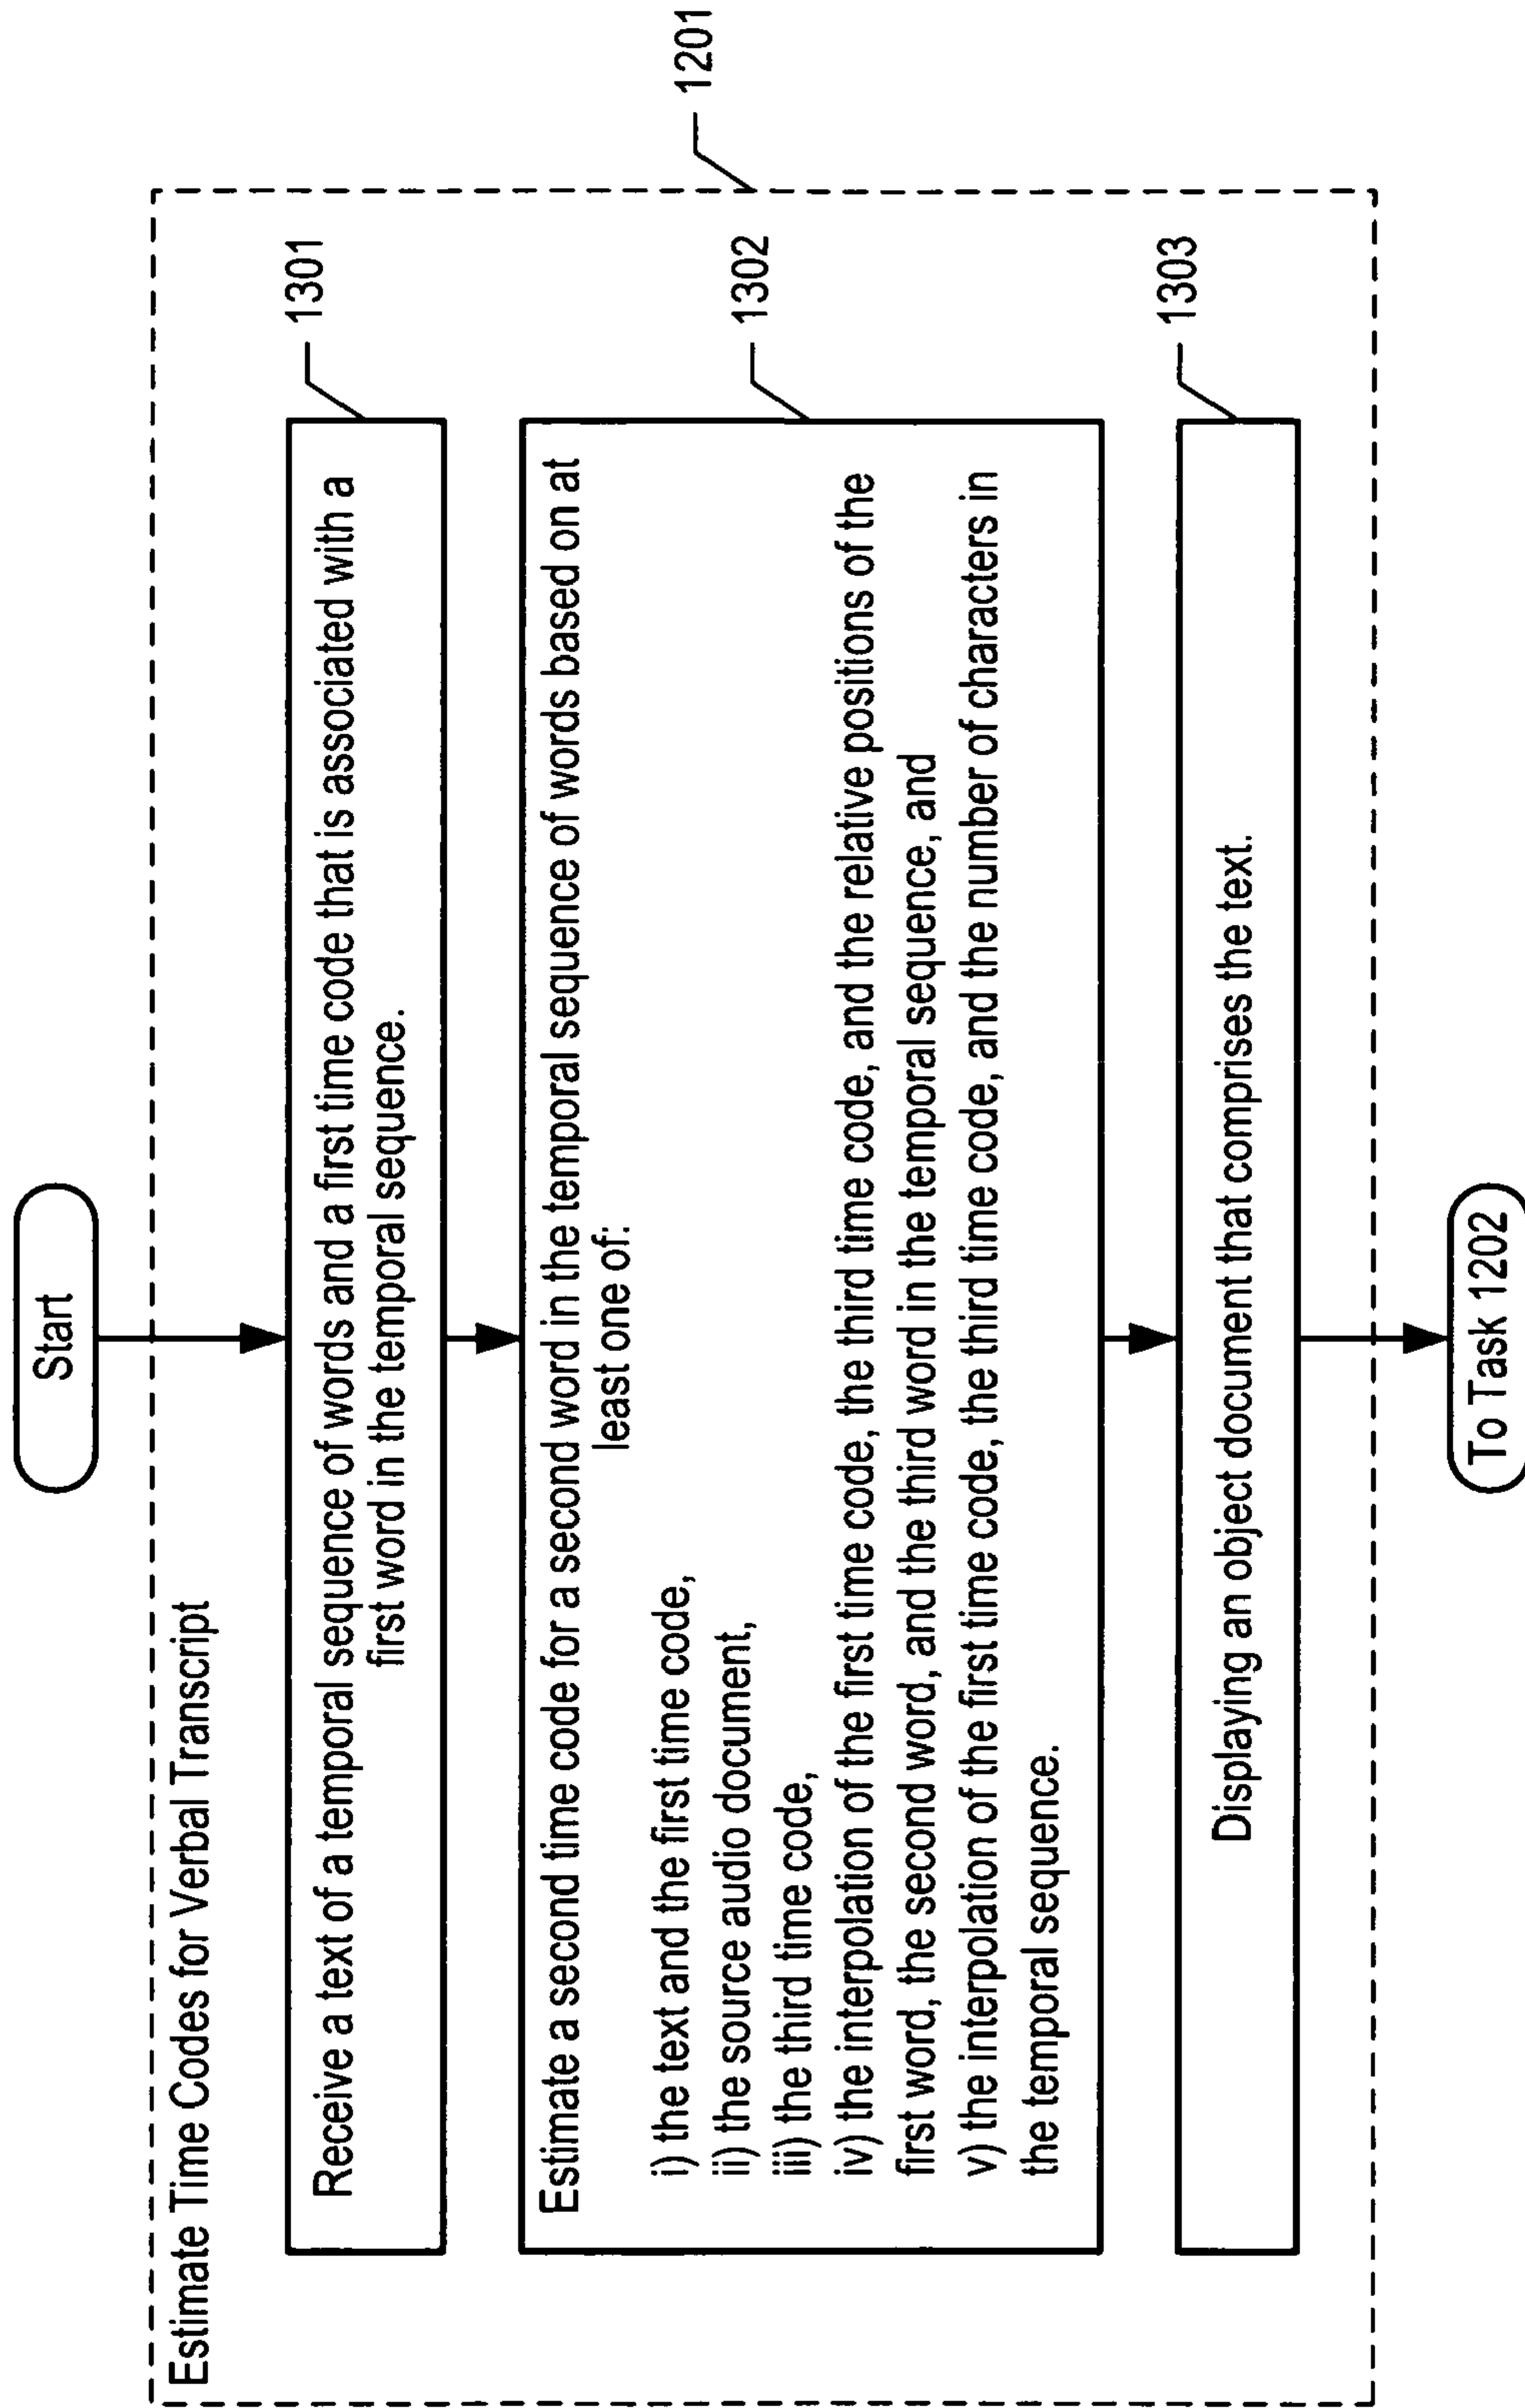 Start
Estimate Time Codes for Verbal Transcript
1201
1301
Receive a text of a temporal sequence of words and a first time code that is associated with a
first word in the temporal sequence.
1302
Estimate a second time code for a second word in the temporal sequence of words based on at
least one of:
i) the text and the first time code,
ii) the source audio document,
iii) the third time code,
iv) the interpolation of the first time code, the third time code, and the relative positions of the
first word, the second word, and the third word in the temporal sequence, and
v) the interpolation of the first time code, the third time code, and the number of characters in
the temporal sequence.
1303
Displaying an object document that comprises the text.
To Task 1202